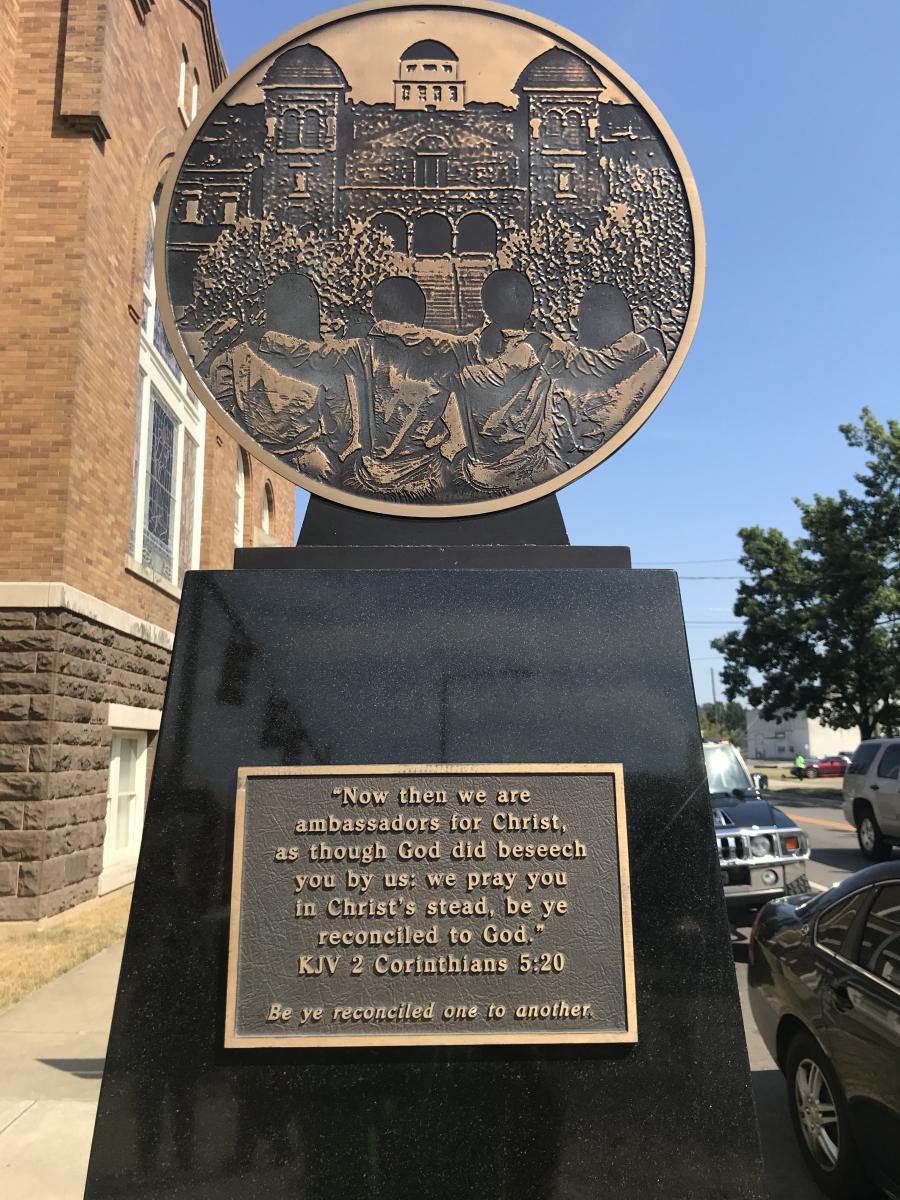 “Now then we are
ambassadors for Christ,
as though God did beseech
you by us: we pray you
in Christ's stead, be ye
reconciled to God.”
KJV 2 Corinthians 5:20
Be ye reconciled one to another.